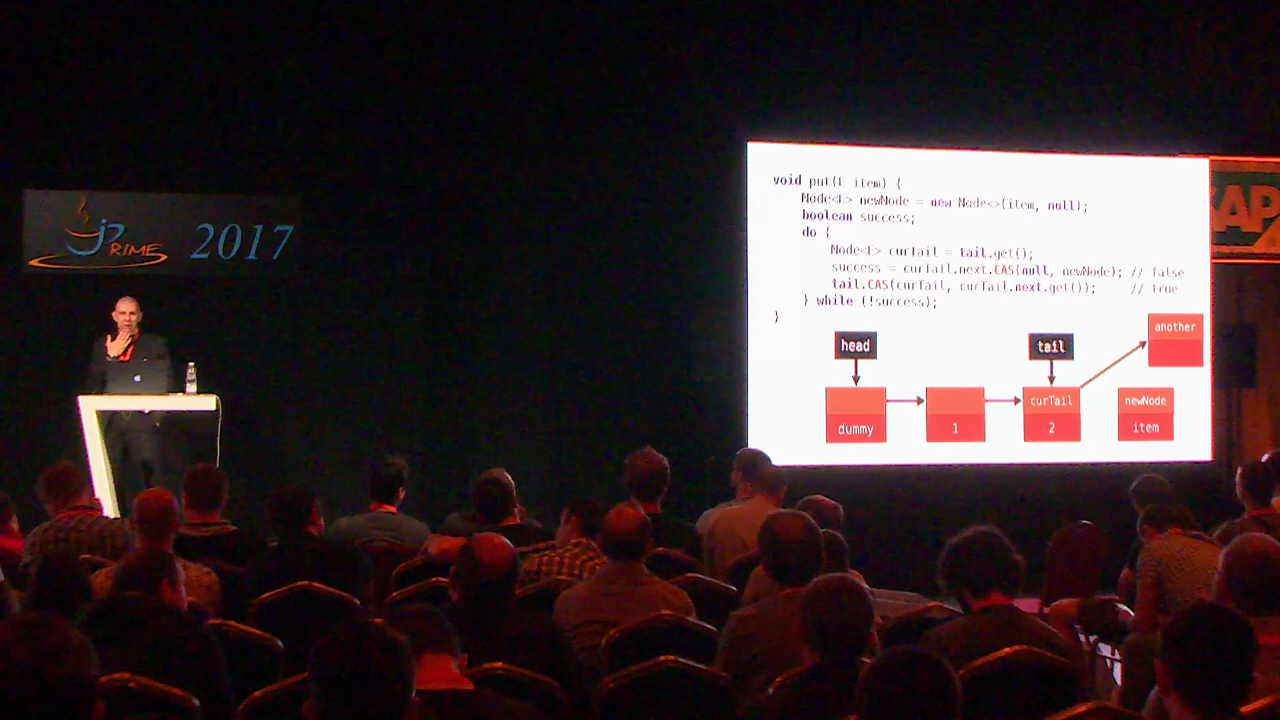 jPRIME 2017
void put(E item) {
Node<E> newNode = new Node<>(item, null);
boolean success;
do {
Node<E> curTail = tail.get();
success = curTail.next.CAS(null, newNode); // false
tail.CAS(curTail, curTail.next.get()); // true
} while (!success);
}
another
head
tail
curTail
newNode
dummy
1
2
item
SAP